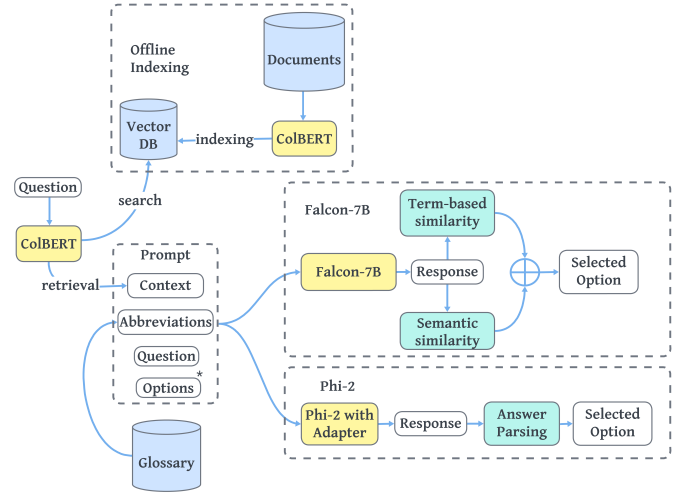 Offline
Indexing
Documents
Vector
DB
indexing
ColBERT
Question
search
ColBERT
retrieval
Prompt
Context
Abbreviations
Question
Options*
Glossary
Falcon-7B
Term-based
similarity
Falcon-7B
Response
Semantic
similarity
Selected
Option
Phi-2
Phi-2 with
Adapter
Response
Answer
Parsing
Selected
Option